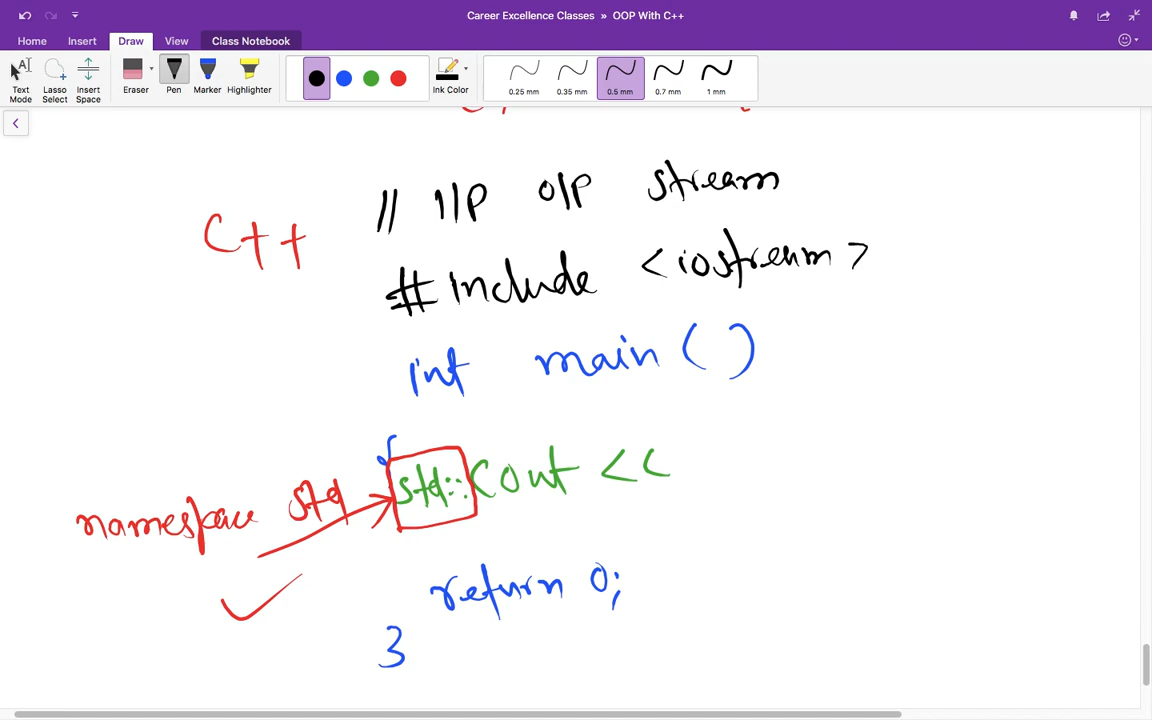 Career Excellence Classes » OOP With C++
Home Insert Draw View Class Notebook
Text Mode Lasso Select Insert Space Eraser Pen Marker Highlighter Ink Color 0.25 mm 0.35 mm 0.5 mm 0.7 mm 1 mm
// I/P O/P stream
C++
#include <iostream>
int main ( )
{
std::cout <<
namespace std
return 0;
}